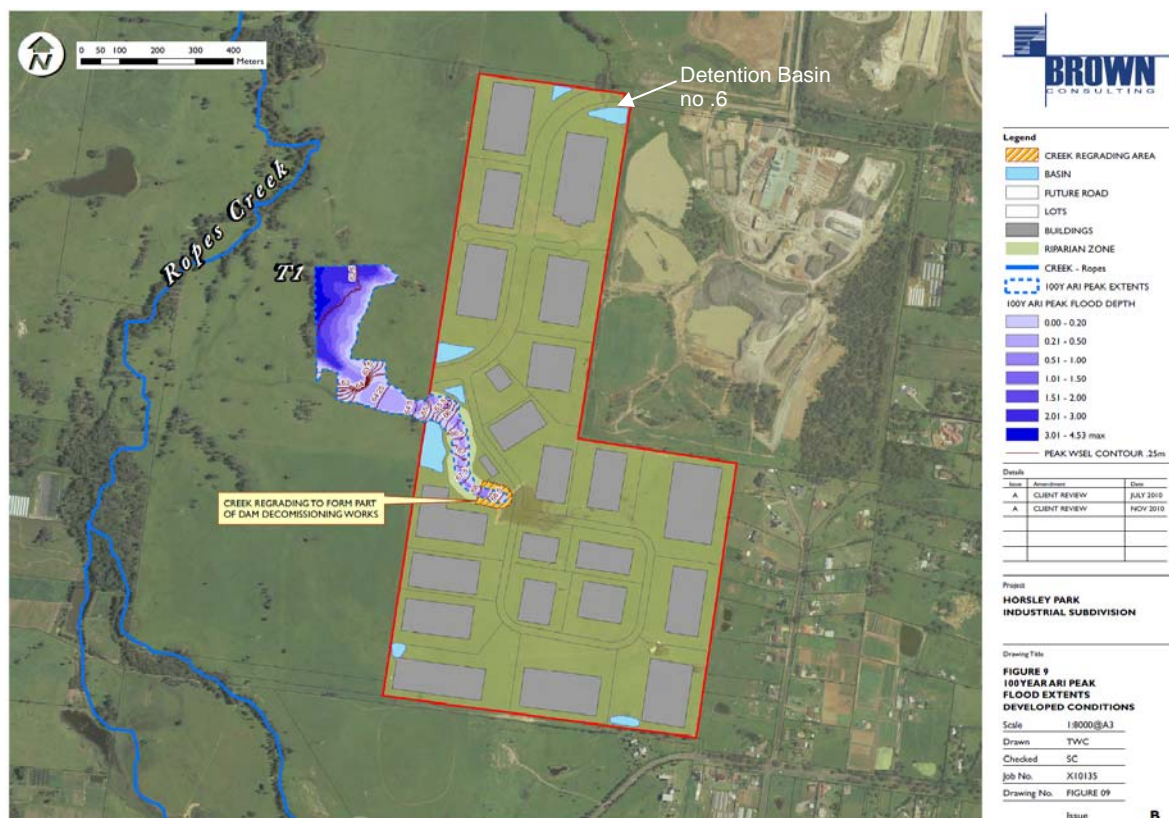 N
0 50 100 200 300 400
Meters
Detention Basin
no .6
Ropes Creek
T1
CREEK REGRADING TO FORM PART
OF DAM DECOMISSIONING WORKS
BROWN
CONSULTING
Legend
CREEK REGRADING AREA
BASIN
FUTURE ROAD
LOTS
BUILDINGS
RIPARIAN ZONE
CREEK - Ropes
100Y ARI PEAK EXTENTS
100Y ARI PEAK FLOOD DEPTH
0.00 - 0.20
0.21 - 0.50
0.51 - 1.00
1.01 - 1.50
1.51 - 2.00
2.01 - 3.00
3.01 - 4.53 max
PEAK WSEL CONTOUR .25m
Details
Issue Amendment Date
A CLIENT REVIEW JULY 2010
A CLIENT REVIEW NOV 2010
Project
HORSLEY PARK
INDUSTRIAL SUBDIVISION
Drawing Title
FIGURE 9
100YEAR ARI PEAK
FLOOD EXTENTS
DEVELOPED CONDITIONS
Scale 1:8000@A3
Drawn TWC
Checked SC
Job No. X10135
Drawing No. FIGURE 09
Issue B